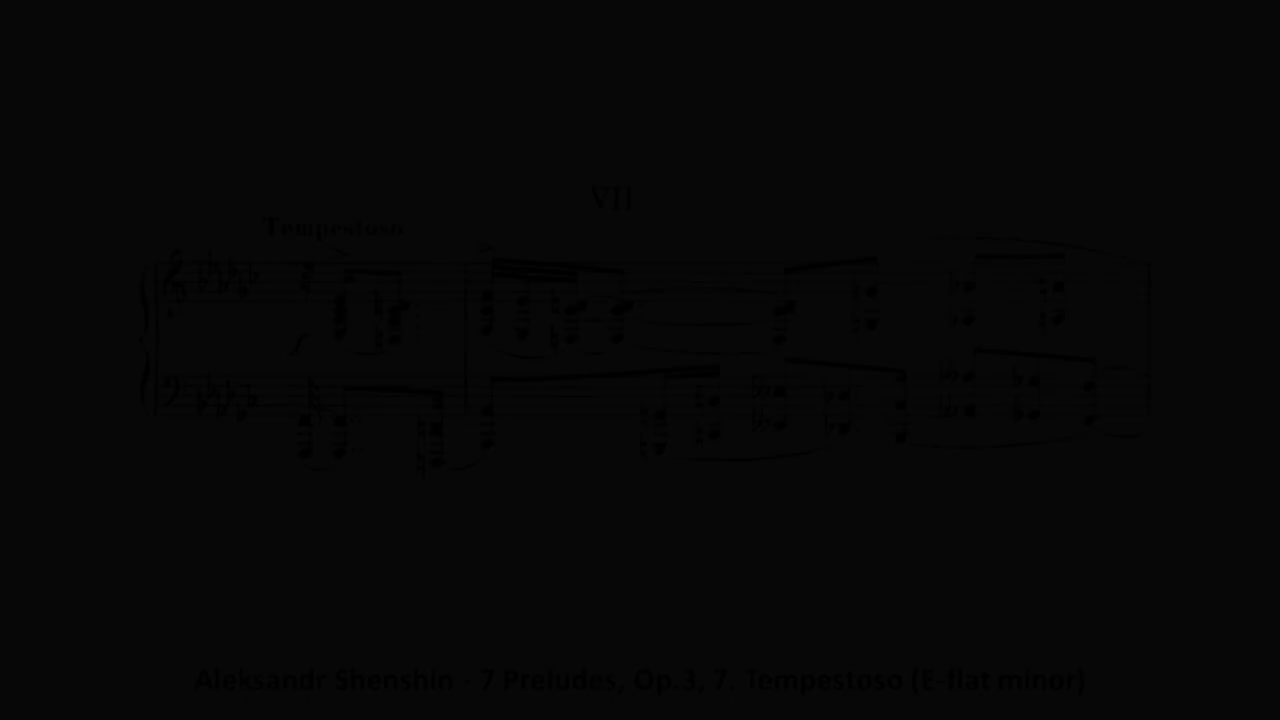 VII
Tempestoso
f
Aleksandr Shenshin - 7 Preludes, Op.3, 7. Tempestoso (E-flat minor)